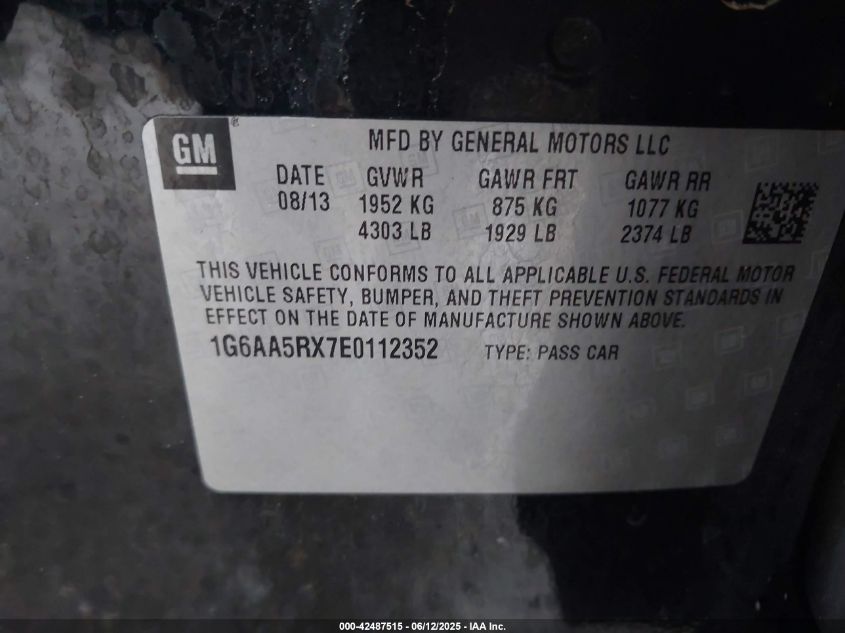 GM
MFD BY GENERAL MOTORS LLC
DATE GVWR GAWR FRT GAWR RR
08/13 1952 KG 875 KG 1077 KG
4303 LB 1929 LB 2374 LB
THIS VEHICLE CONFORMS TO ALL APPLICABLE U.S. FEDERAL MOTOR
VEHICLE SAFETY, BUMPER, AND THEFT PREVENTION STANDARDS IN
EFFECT ON THE DATE OF MANUFACTURE SHOWN ABOVE.
1G6AA5RX7E0112352 TYPE: PASS CAR
000-42487515 - 06/12/2025 - IAA Inc.